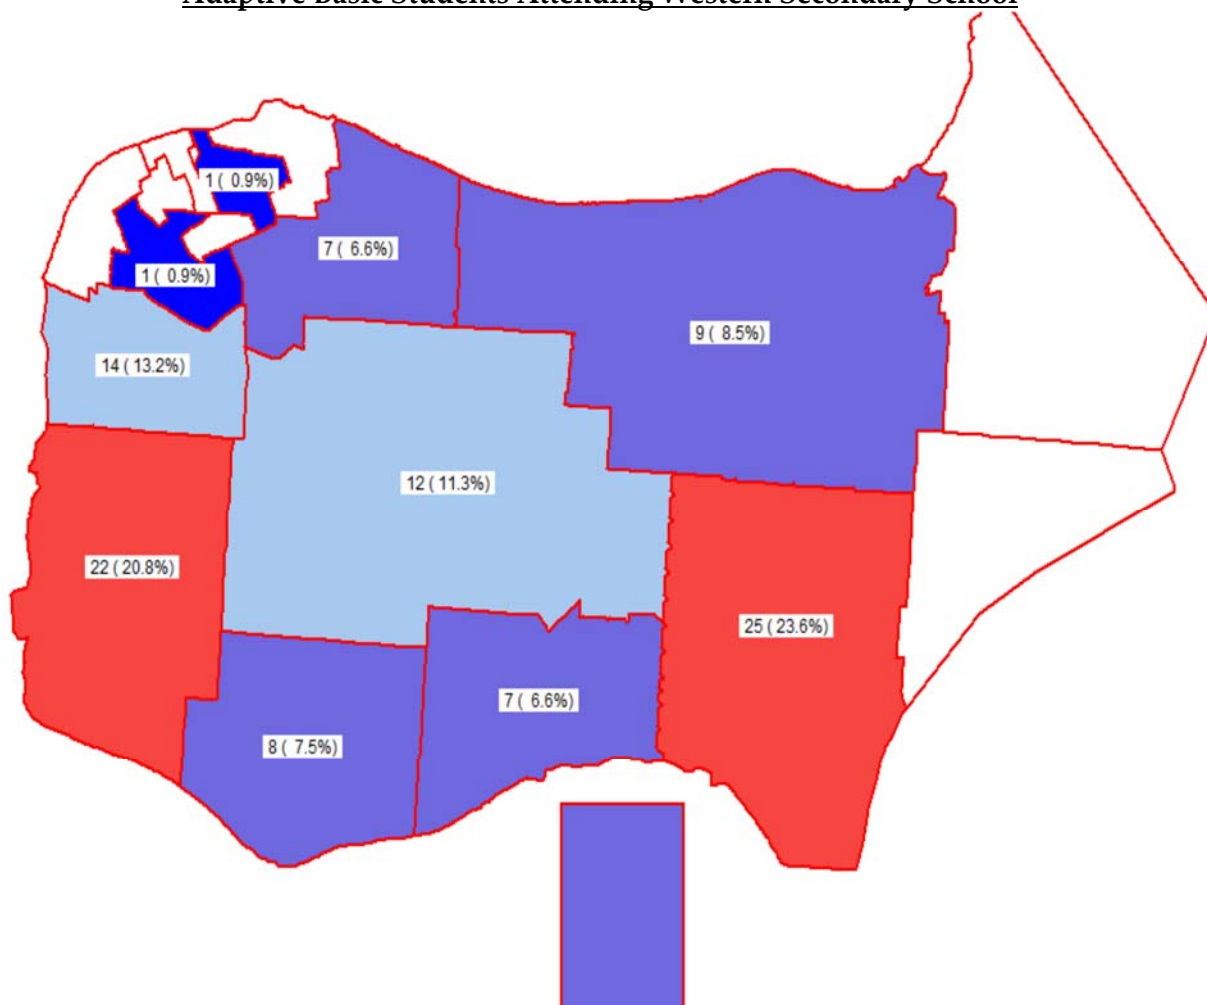 Adaptive Basic Students Attending Western Secondary School
1 ( 0.9%)
7 ( 6.6%)
1 ( 0.9%)
9 ( 8.5%)
14 ( 13.2%)
12 ( 11.3%)
22 ( 20.8%)
25 ( 23.6%)
7 ( 6.6%)
8 ( 7.5%)